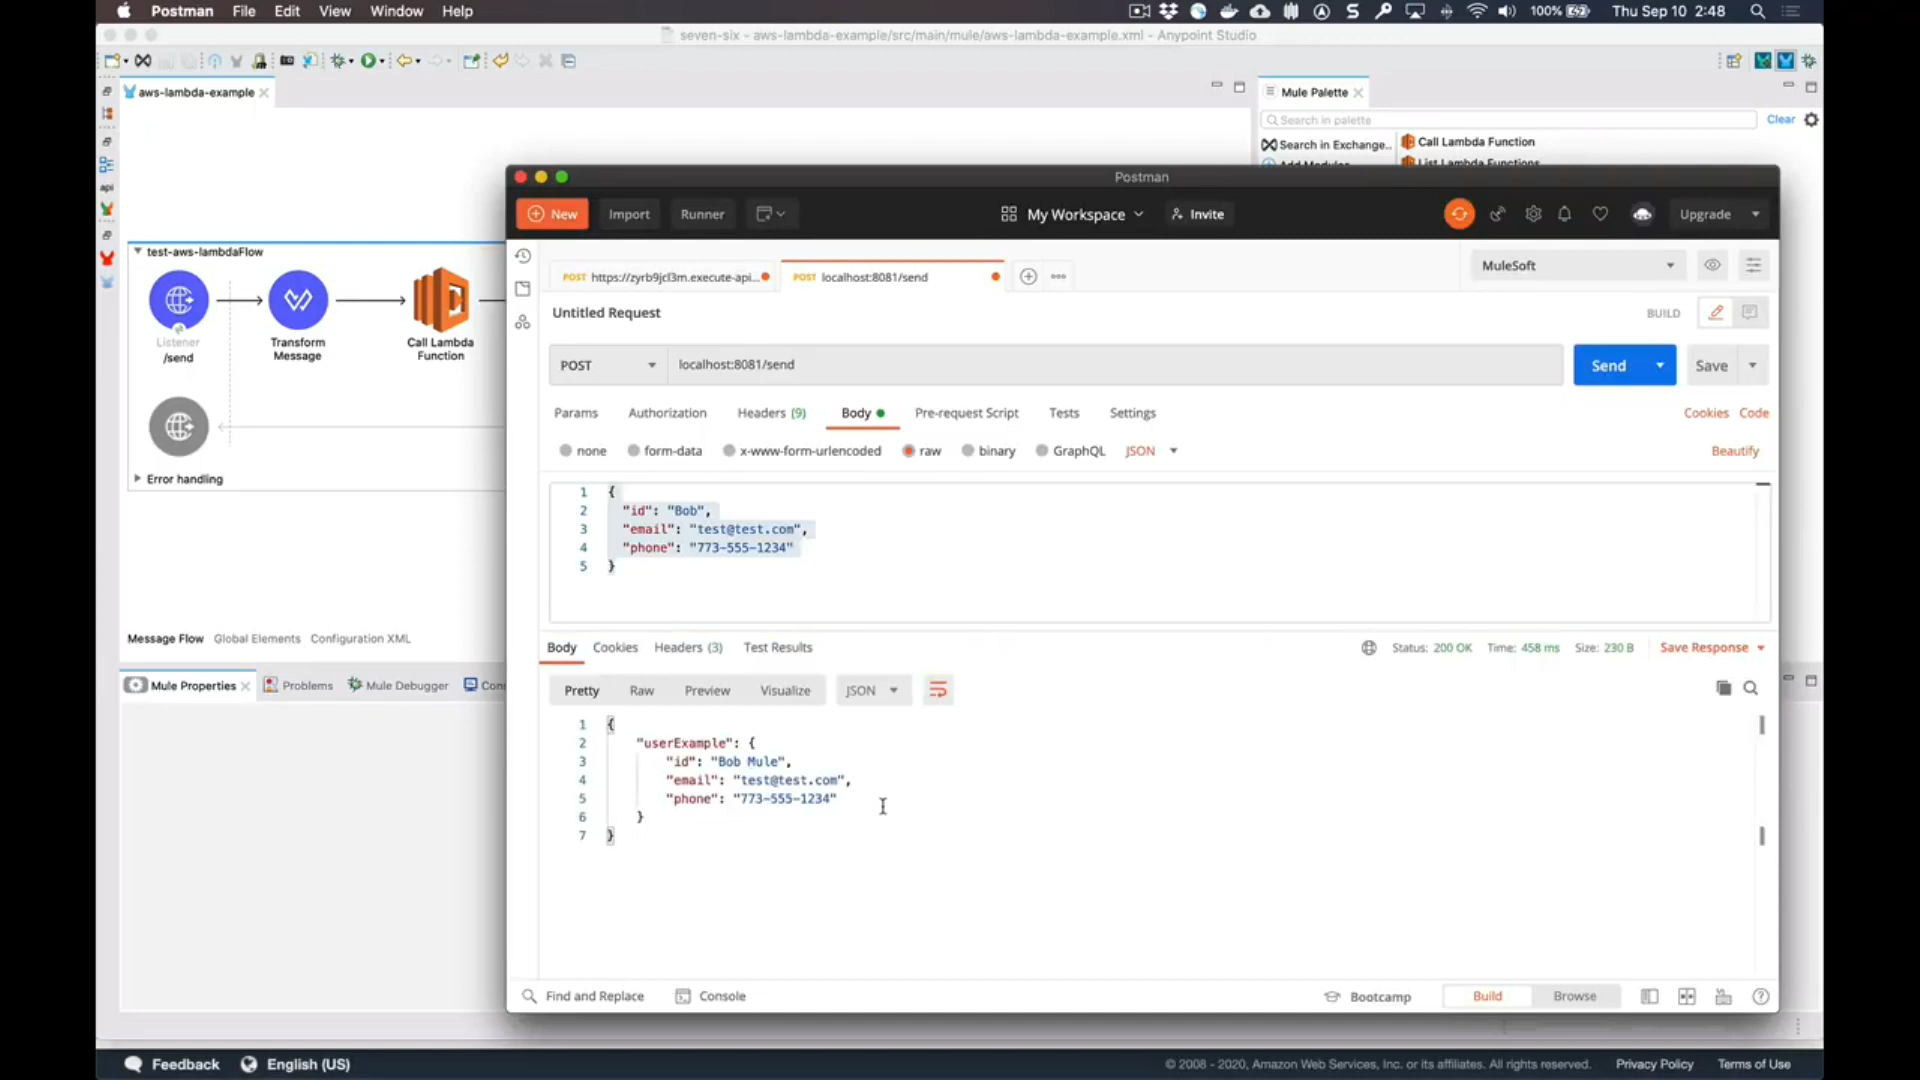 Postman File Edit View Window Help 100% Thu Sep 10 2:48
seven-six - aws-lambda-example/src/main/mule/aws-lambda-example.xml - Anypoint Studio
aws-lambda-example
Mule Palette
Search in palette
Clear
Search in Exchange..
Call Lambda Function
Add Modules
List Lambda Functions
api
test-aws-lambdaFlow
Listener
/send
Transform
Message
Call Lambda
Function
Error handling
Message Flow Global Elements Configuration XML
Mule Properties Problems Mule Debugger Con
Postman
New Import Runner My Workspace Invite Upgrade
POST https://zyrb9jcl3m.execute-api... POST localhost:8081/send MuleSoft
Untitled Request BUILD
POST localhost:8081/send Send Save
Params Authorization Headers (9) Body Pre-request Script Tests Settings Cookies Code
none form-data x-www-form-urlencoded raw binary GraphQL JSON Beautify
1 {
2 "id": "Bob",
3 "email": "test@test.com",
4 "phone": "773-555-1234"
5 }
Body Cookies Headers (3) Test Results Status: 200 OK Time: 458 ms Size: 230 B Save Response
Pretty Raw Preview Visualize JSON
1 {
2 "userExample": {
3 "id": "Bob Mule",
4 "email": "test@test.com",
5 "phone": "773-555-1234"
6 }
7 }
Find and Replace Console Bootcamp Build Browse
Feedback English (US) © 2008 - 2020, Amazon Web Services, Inc. or its affiliates. All rights reserved. Privacy Policy Terms of Use